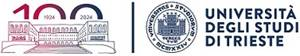 1924 2024
100
UNIVERSITÀ
DEGLI STUDI
DI TRIESTE